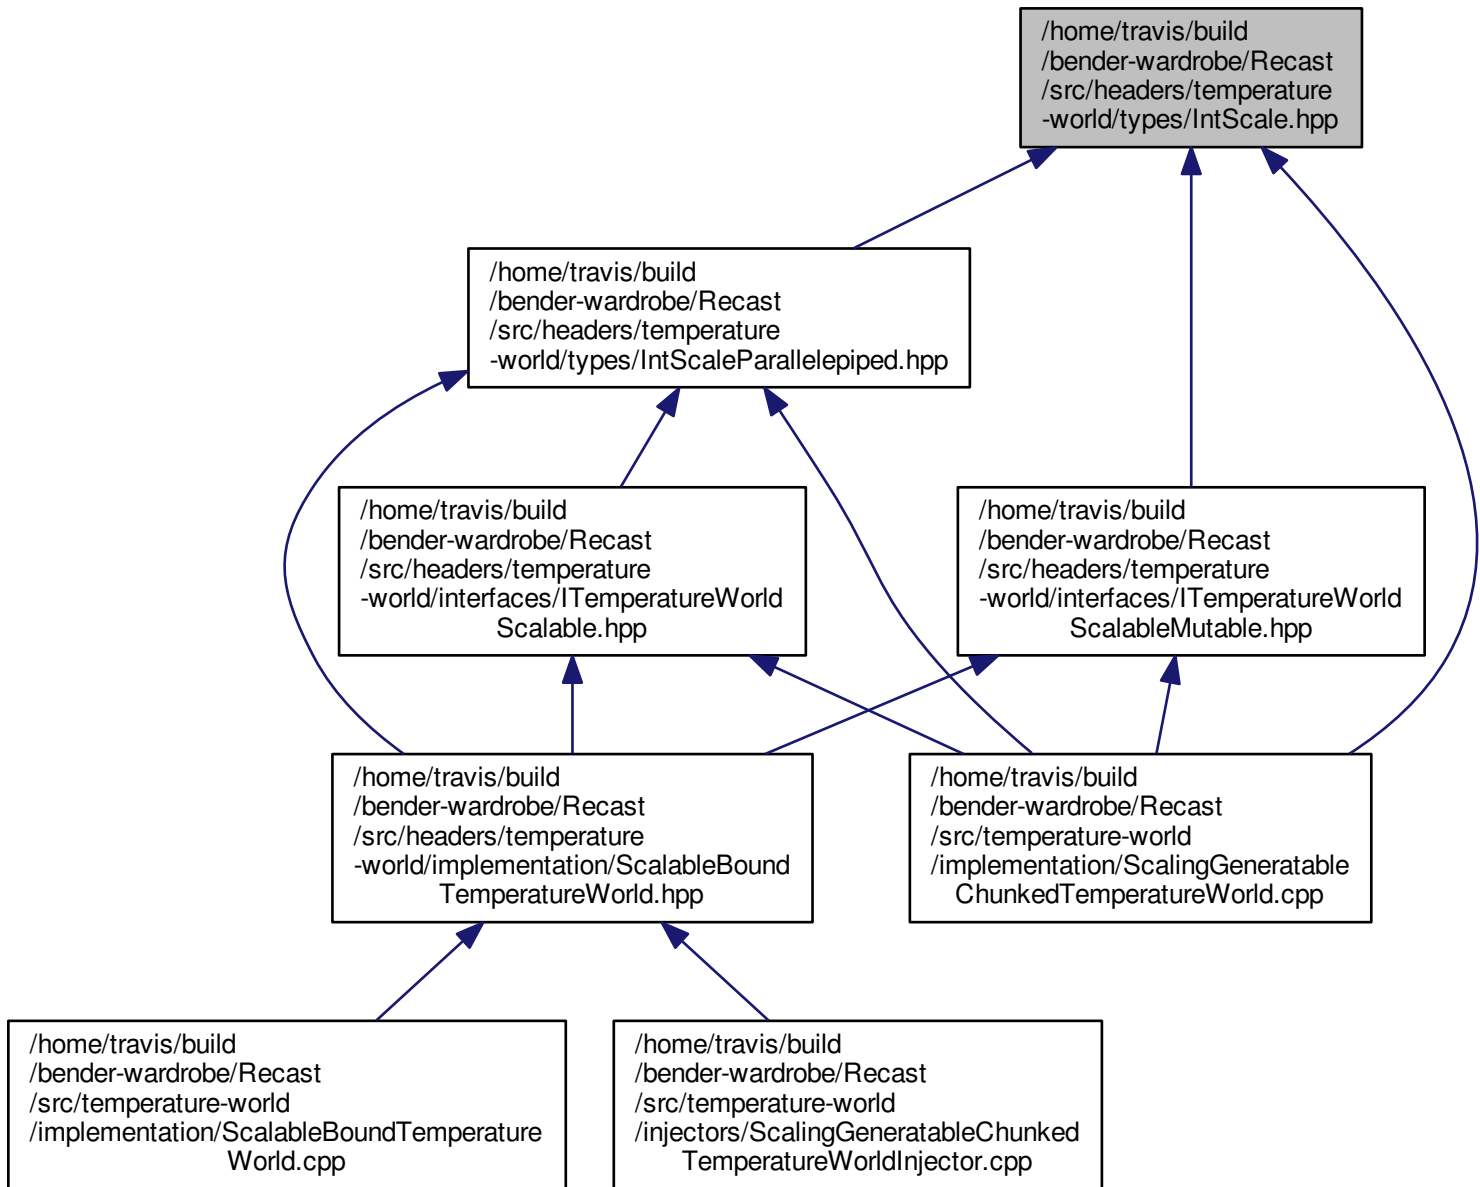 /home/travis/build
/bender-wardrobe/Recast
/src/headers/temperature
-world/types/IntScale.hpp
/home/travis/build
/bender-wardrobe/Recast
/src/headers/temperature
-world/types/IntScaleParallelepiped.hpp
/home/travis/build
/bender-wardrobe/Recast
/src/headers/temperature
-world/interfaces/ITemperatureWorld
Scalable.hpp
/home/travis/build
/bender-wardrobe/Recast
/src/headers/temperature
-world/interfaces/ITemperatureWorld
ScalableMutable.hpp
/home/travis/build
/bender-wardrobe/Recast
/src/headers/temperature
-world/implementation/ScalableBound
TemperatureWorld.hpp
/home/travis/build
/bender-wardrobe/Recast
/src/temperature-world
/implementation/ScalingGeneratable
ChunkedTemperatureWorld.cpp
/home/travis/build
/bender-wardrobe/Recast
/src/temperature-world
/implementation/ScalableBoundTemperature
World.cpp
/home/travis/build
/bender-wardrobe/Recast
/src/temperature-world
/injectors/ScalingGeneratableChunked
TemperatureWorldInjector.cpp